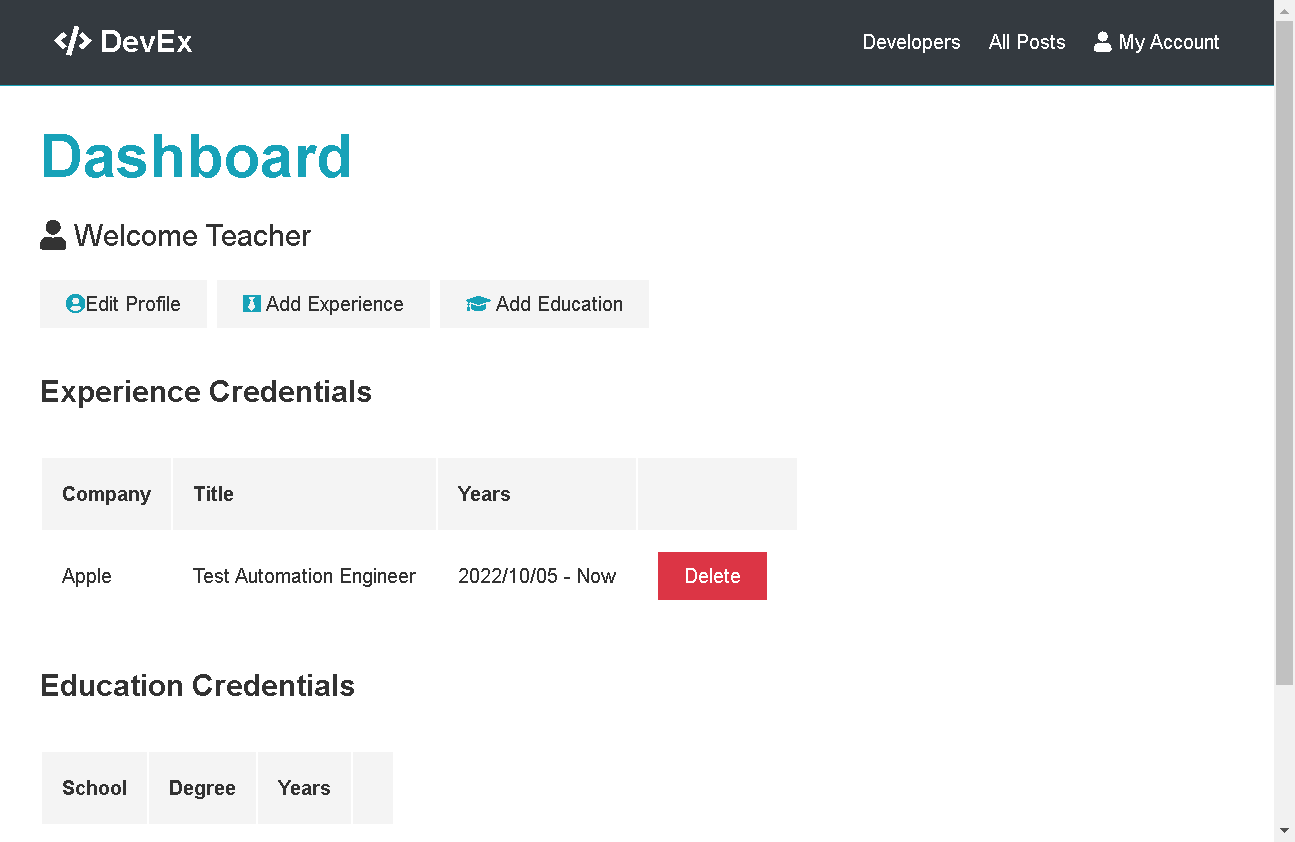 </> DevEx
Developers All Posts My Account
Dashboard
Welcome Teacher
Edit Profile Add Experience Add Education
Experience Credentials
Company Title Years
Apple Test Automation Engineer 2022/10/05 - Now Delete
Education Credentials
School Degree Years